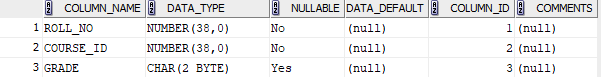 COLUMN_NAME DATA_TYPE NULLABLE DATA_DEFAULT COLUMN_ID COMMENTS
1 ROLL_NO NUMBER(38,0) No (null) 1 (null)
2 COURSE_ID NUMBER(38,0) No (null) 2 (null)
3 GRADE CHAR(2 BYTE) Yes (null) 3 (null)